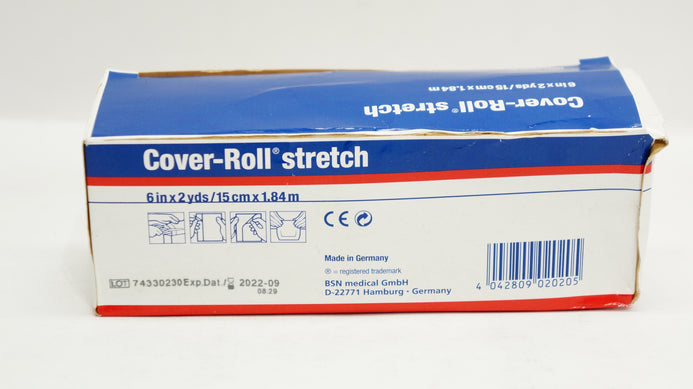 6 in x 2 yds / 15 cm x 1.84 m
Cover-Roll® stretch
Cover-Roll® stretch
6 in x 2 yds / 15 cm x 1.84 m
CE
Made in Germany
® = registered trademark
BSN medical GmbH
D-22771 Hamburg · Germany
4 042809 020205
LOT 74330230 Exp.Dat./ 2022-09
08:29